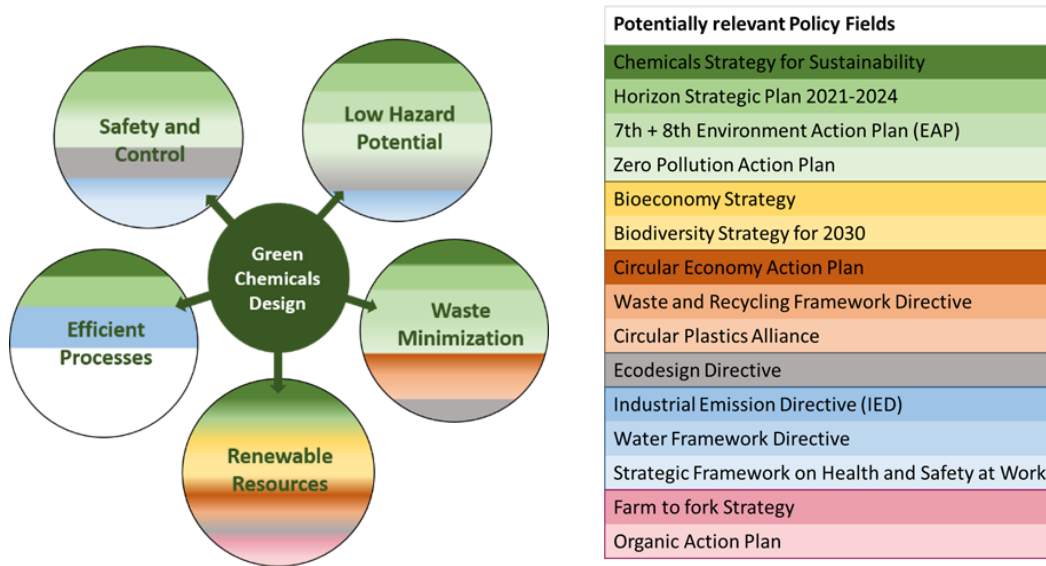 Safety and
Control
Low Hazard
Potential
Green
Chemicals
Design
Efficient
Processes
Waste
Minimization
Renewable
Resources
Potentially relevant Policy Fields
Chemicals Strategy for Sustainability
Horizon Strategic Plan 2021-2024
7th + 8th Environment Action Plan (EAP)
Zero Pollution Action Plan
Bioeconomy Strategy
Biodiversity Strategy for 2030
Circular Economy Action Plan
Waste and Recycling Framework Directive
Circular Plastics Alliance
Ecodesign Directive
Industrial Emission Directive (IED)
Water Framework Directive
Strategic Framework on Health and Safety at Work
Farm to fork Strategy
Organic Action Plan